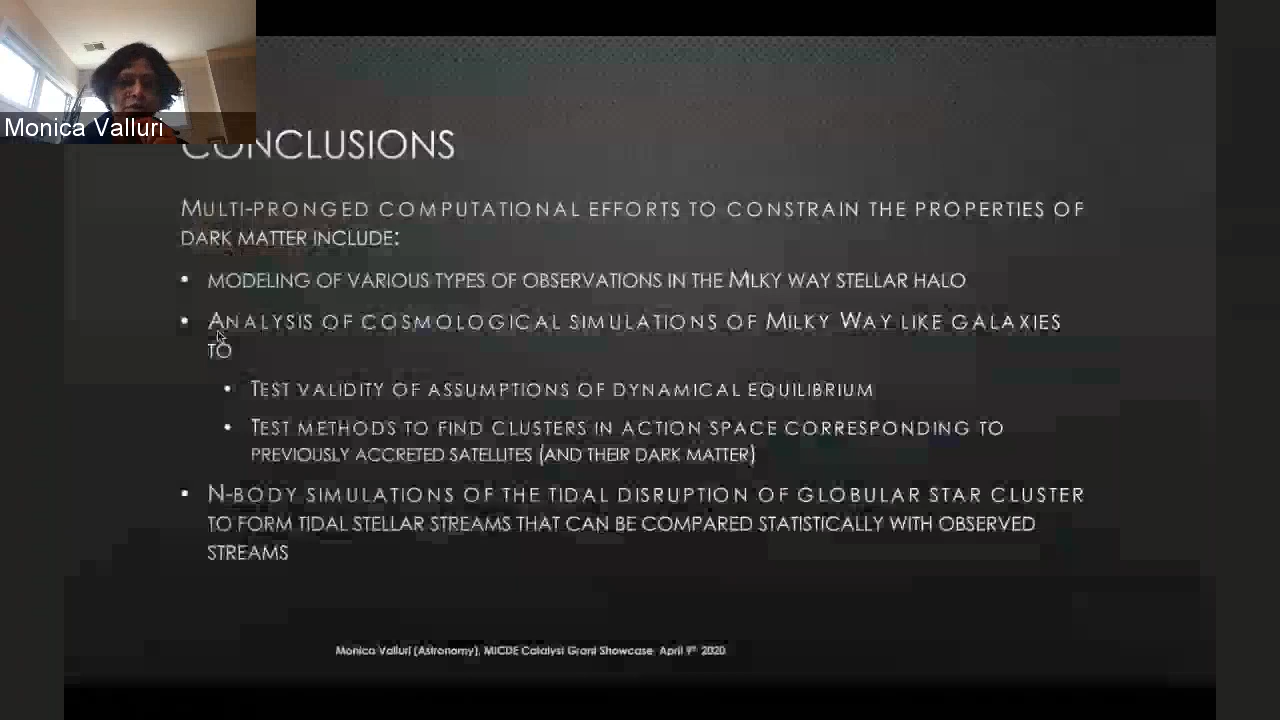 Monica Valluri
CONCLUSIONS
MULTI-PRONGED COMPUTATIONAL EFFORTS TO CONSTRAIN THE PROPERTIES OF
DARK MATTER INCLUDE:
• MODELING OF VARIOUS TYPES OF OBSERVATIONS IN THE MILKY WAY STELLAR HALO
• ANALYSIS OF COSMOLOGICAL SIMULATIONS OF MILKY WAY LIKE GALAXIES
TO
• TEST VALIDITY OF ASSUMPTIONS OF DYNAMICAL EQUILIBRIUM
• TEST METHODS TO FIND CLUSTERS IN ACTION SPACE CORRESPONDING TO
PREVIOUSLY ACCRETED SATELLITES (AND THEIR DARK MATTER)
• N-BODY SIMULATIONS OF THE TIDAL DISRUPTION OF GLOBULAR STAR CLUSTER
TO FORM TIDAL STELLAR STREAMS THAT CAN BE COMPARED STATISTICALLY WITH OBSERVED
STREAMS
Monica Valluri (Astronomy), MICDE Catalyst Grant Showcase, April 9th 2020